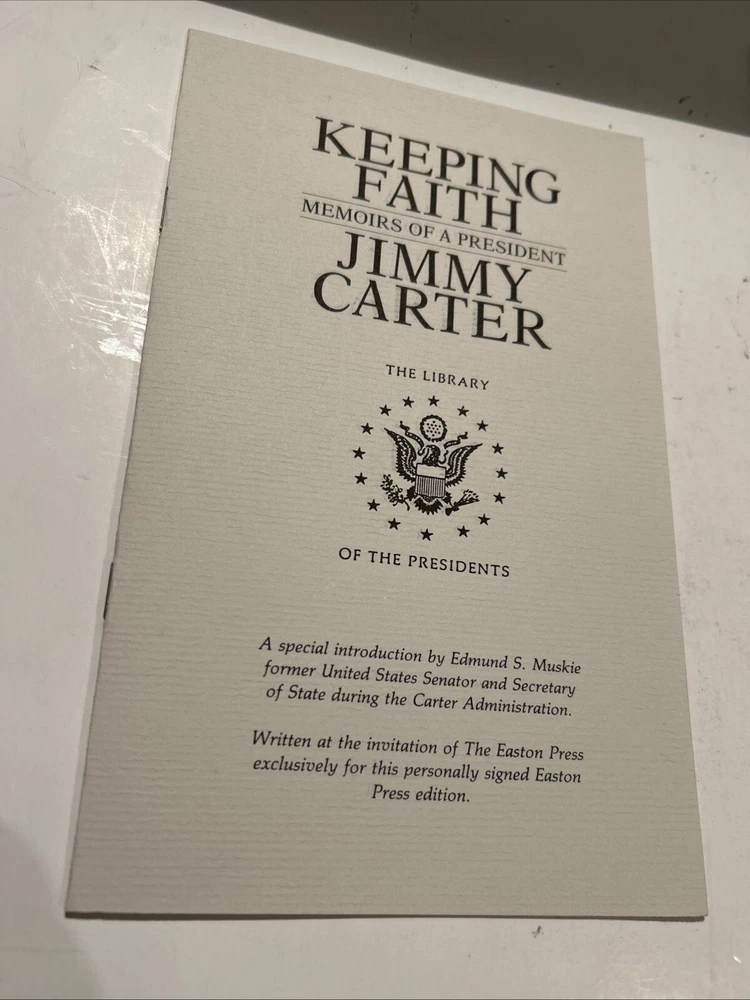 KEEPING
FAITH
MEMOIRS OF A PRESIDENT
JIMMY
CARTER
THE LIBRARY
OF THE PRESIDENTS
A special introduction by Edmund S. Muskie
former United States Senator and Secretary
of State during the Carter Administration.
Written at the invitation of The Easton Press
exclusively for this personally signed Easton
Press edition.